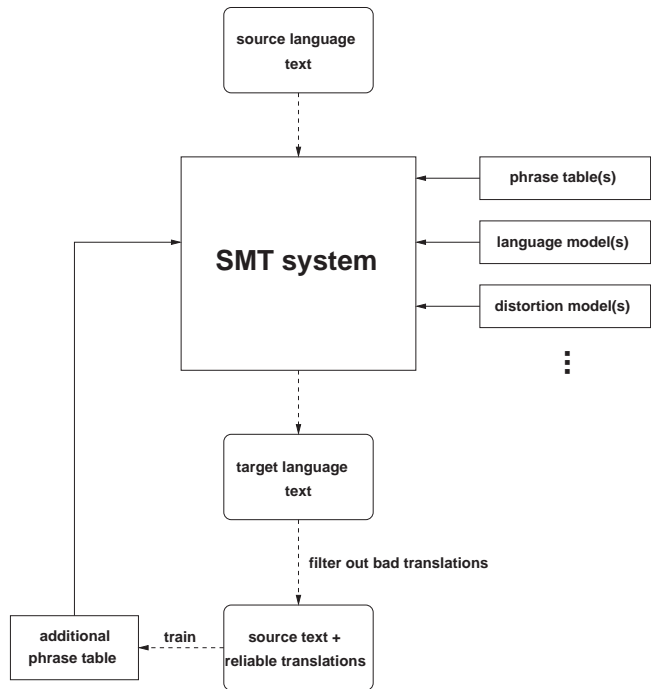 source language
text
phrase table(s)
SMT system
language model(s)
distortion model(s)
target language
text
filter out bad translations
additional
phrase table
train
source text +
reliable translations